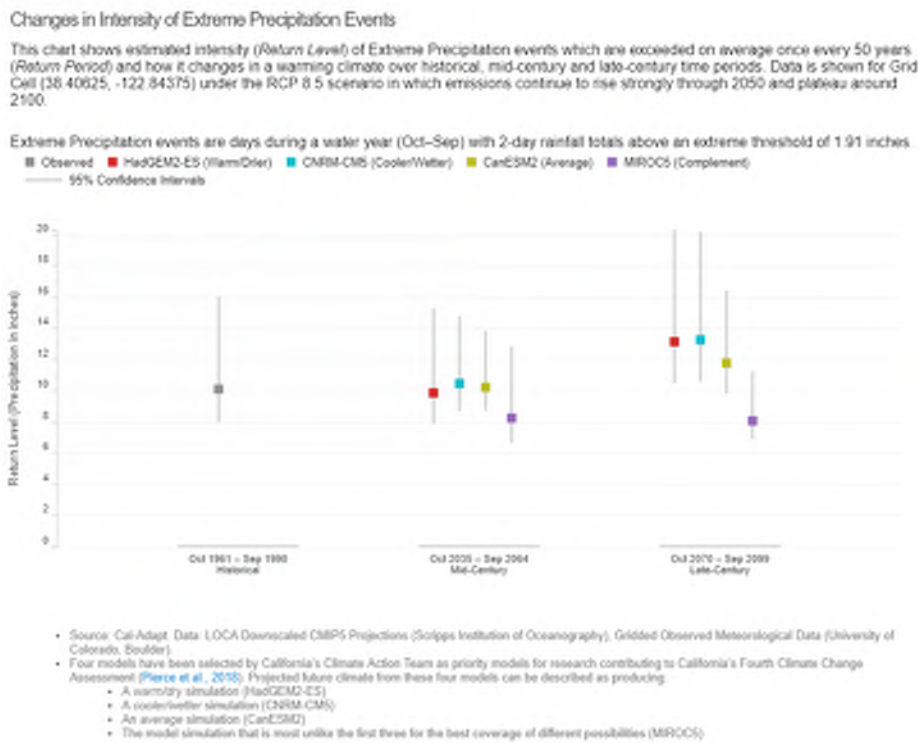 Changes in Intensity of Extreme Precipitation Events
This chart shows estimated intensity (Return Level) of Extreme Precipitation events which are exceeded on average once every 50 years
(Return Period) and how it changes in a warming climate over historical, mid-century and late-century time periods. Data is shown for Grid
Cell (38.40625, -122.84375) under the RCP 8.5 scenario in which emissions continue to rise strongly through 2050 and plateau around
2100.
Extreme Precipitation events are days during a water year (Oct–Sep) with 2-day rainfall totals above an extreme threshold of 1.91 inches.
Observed HadGEM2-ES (Warm/Drier) CNRM-CM5 (Cooler/Wetter) CanESM2 (Average) MIROC5 (Complement)
95% Confidence Intervals
Return Level (Precipitation in inches)
20
18
16
14
12
10
8
6
4
2
0
Oct 1961 – Sep 1990 Oct 2035 – Sep 2064 Oct 2070 – Sep 2099
Historical Mid-Century Late-Century
• Source: Cal-Adapt. Data: LOCA Downscaled CMIP5 Projections (Scripps Institution of Oceanography), Gridded Observed Meteorological Data (University of
Colorado, Boulder).
• Four models have been selected by California's Climate Action Team as priority models for research contributing to California's Fourth Climate Change
Assessment (Pierce et al., 2018). Projected future climate from these four models can be described as producing:
• A warm/dry simulation (HadGEM2-ES)
• A cooler/wetter simulation (CNRM-CM5)
• An average simulation (CanESM2)
• The model simulation that is most unlike the first three for the best coverage of different possibilities (MIROC5)